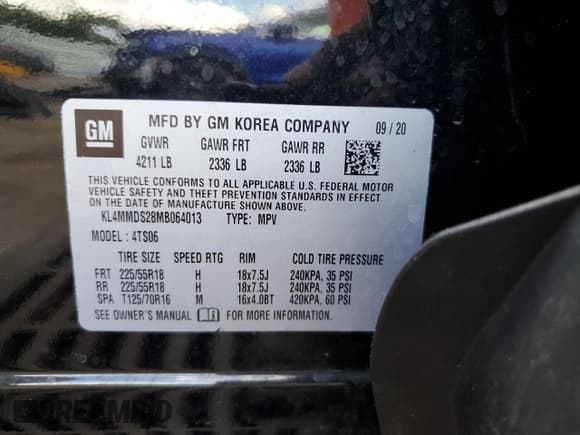 GM
MFD BY GM KOREA COMPANY 09/20
GVWR GAWR FRT GAWR RR
4211 LB 2336 LB 2336 LB
THIS VEHICLE CONFORMS TO ALL APPLICABLE U.S. FEDERAL MOTOR
VEHICLE SAFETY AND THEFT PREVENTION STANDARDS IN EFFECT
ON THE DATE OF MANUFACTURE SHOWN ABOVE.
KL4MMDS28MB064013 TYPE: MPV
MODEL: 4TS06
TIRE SIZE SPEED RTG RIM COLD TIRE PRESSURE
FRT 225/55R18 H 18x7.5J 240KPA, 35 PSI
RR 225/55R18 H 18x7.5J 240KPA, 35 PSI
SPA T125/70R16 M 16x4.0BT 420KPA, 60 PSI
SEE OWNER'S MANUAL FOR MORE INFORMATION
DREAMBID